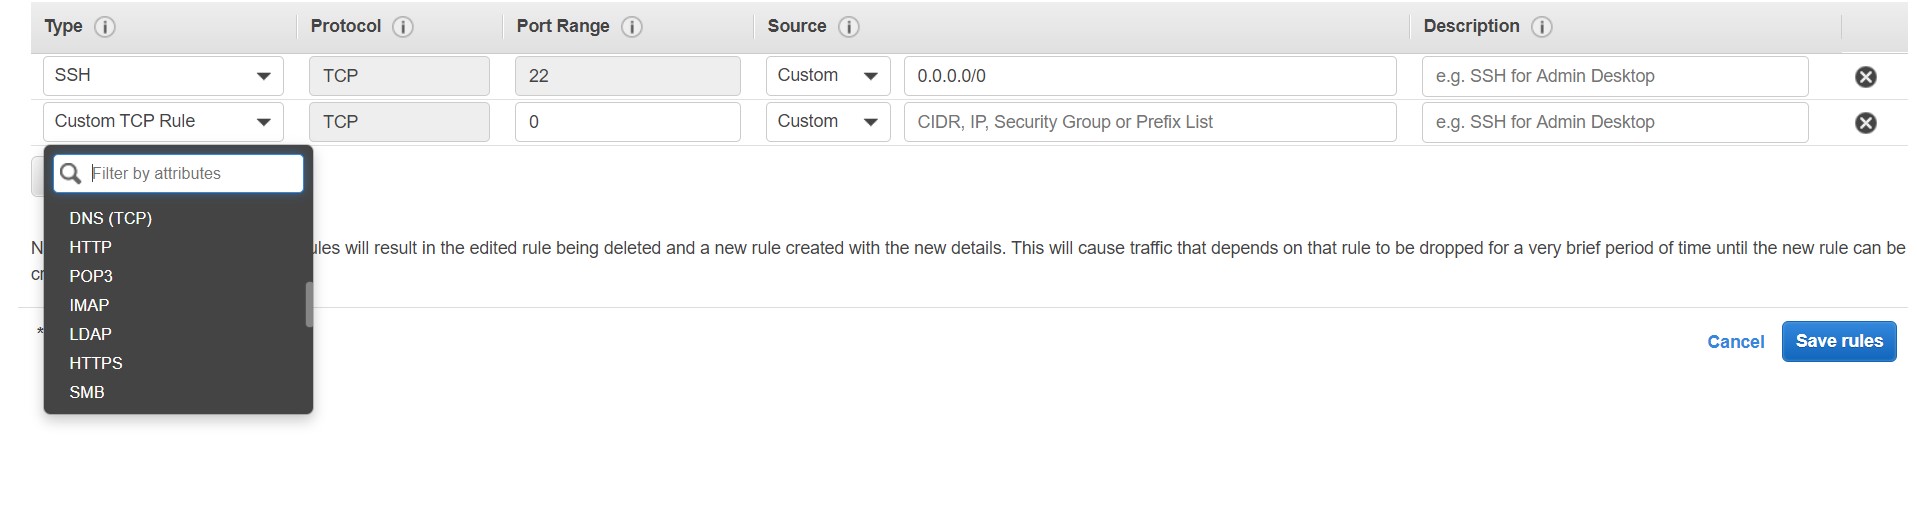 Type Protocol Port Range Source Description
SSH TCP 22 Custom 0.0.0.0/0 e.g. SSH for Admin Desktop
Custom TCP Rule TCP 0 Custom CIDR, IP, Security Group or Prefix List e.g. SSH for Admin Desktop
Filter by attributes
DNS (TCP)
HTTP
POP3
IMAP
LDAP
HTTPS
SMB
will result in the edited rule being deleted and a new rule created with the new details. This will cause traffic that depends on that rule to be dropped for a very brief period of time until the new rule can be
*
Cancel Save rules